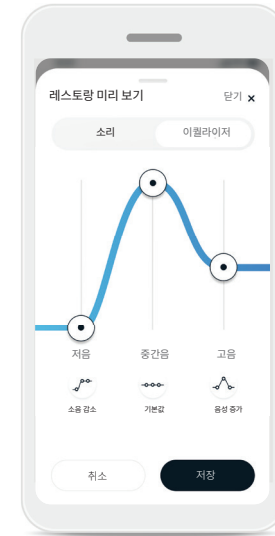 레스토랑 미리 보기 닫기 ×
소리 이퀄라이저
저음 중간음 고음
소음 감소 기본값 음성 증가
취소 저장